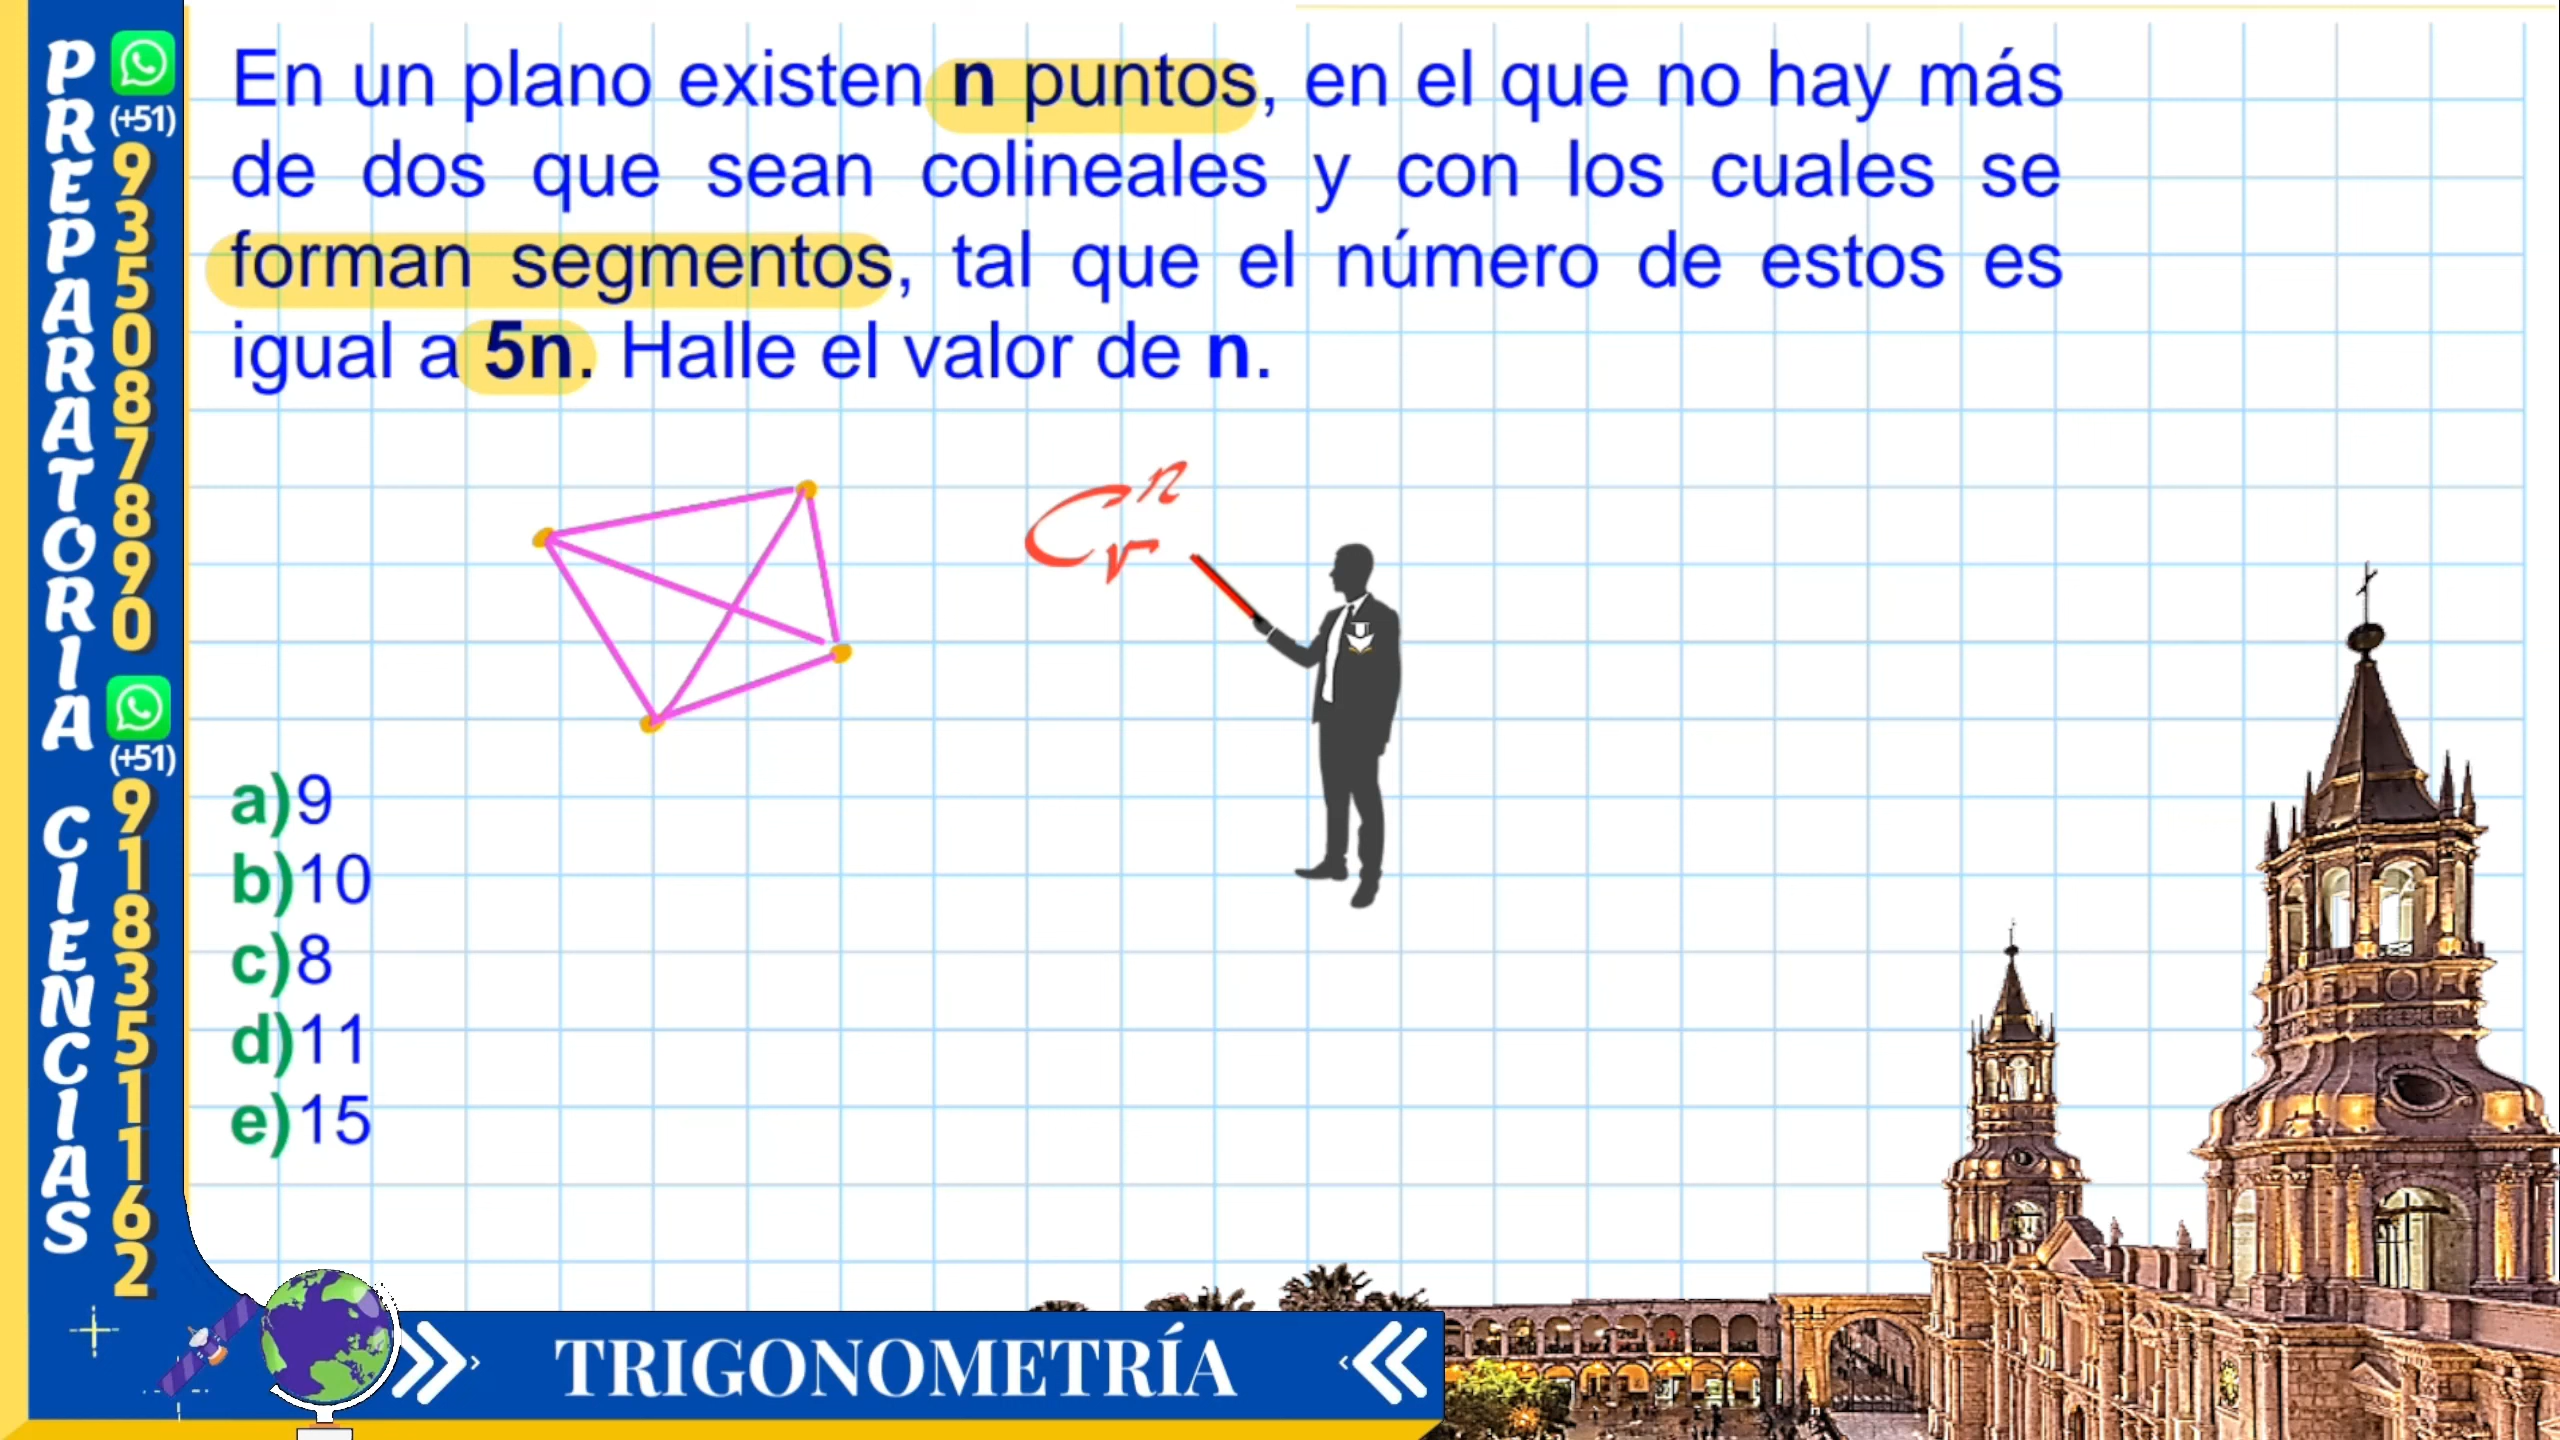 PREPARATORIA CIENCIAS
(+51)
935087890
(+51)
918351162
En un plano existen n puntos, en el que no hay más
de dos que sean colineales y con los cuales se
forman segmentos, tal que el número de estos es
igual a 5n. Halle el valor de n.
C n r
a)9
b)10
c)8
d)11
e)15
TRIGONOMETRÍA